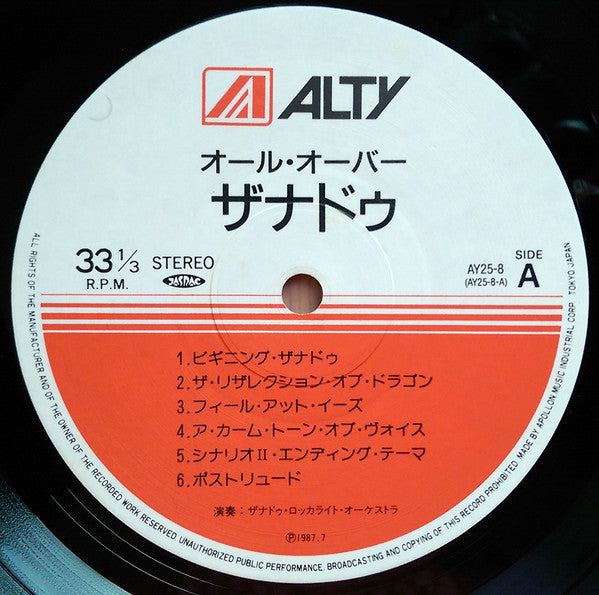 ALTY
オール・オーバー
ザナドゥ
33 1/3
R.P.M.
STEREO
JASRAC
AY25-8
(AY25-8-A)
SIDE
A
1.ビギニング・ザナドゥ
2.ザ・リザレクション・オブ・ドラゴン
3.フィール・アット・イーズ
4.ア・カーム・トーン・オブ・ヴォイス
5.シナリオII・エンディング・テーマ
6.ポストリュード
演奏：ザナドゥ・ロッカライト・オーケストラ
Ⓟ1987.7
ALL RIGHTS OF THE MANUFACTURER AND OF THE OWNER OF THE RECORDED WORK RESERVED. UNAUTHORIZED PUBLIC PERFORMANCE. BROADCASTING AND COPYING OF THIS RECORD PROHIBITED. MADE BY APOLLON MUSIC INDUSTRIAL CORP. TOKYO JAPAN